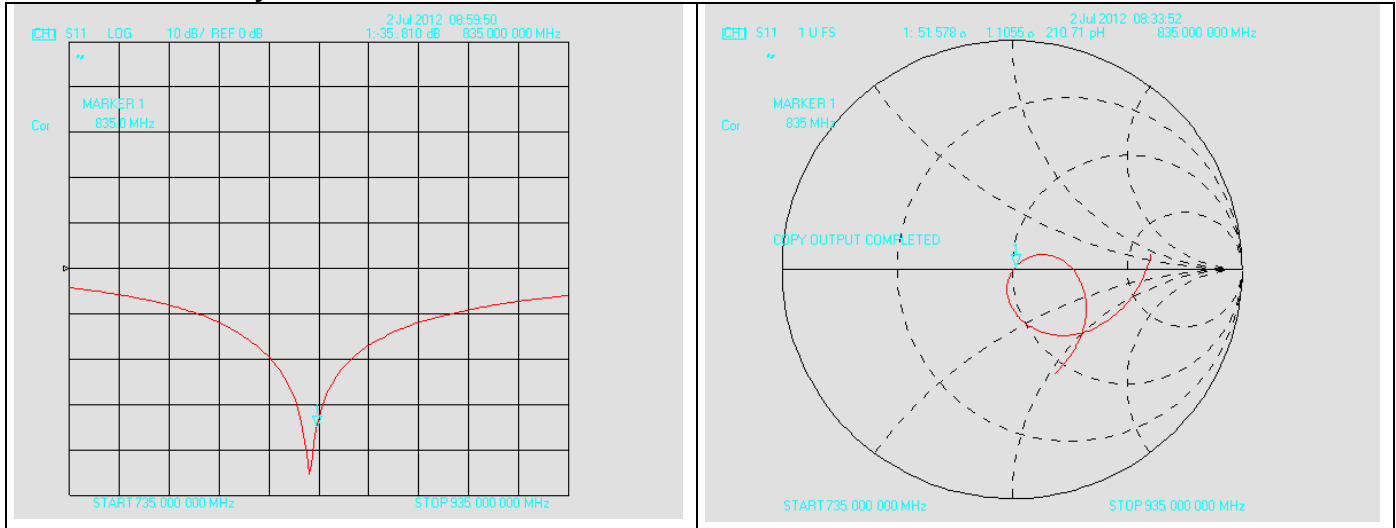 2 Jul 2012 08:59:50
CH1 S11 LOG 10 dB/ REF 0 dB 1:-35. 810 dB 835.000 000 MHz
MARKER 1
835.0 MHz
Cor
1
START 735. 000 000 MHz STOP 935. 000 000 MHz
2 Jul 2012 08:33:52
CH1 S11 1 U FS 1: 51.578 o 1.1055 o 210.71 pH 835.000 000 MHz
MARKER 1
835 MHz
Cor
COPY OUTPUT COMPLETED
1
START 735. 000 000 MHz STOP 935. 000 000 MHz